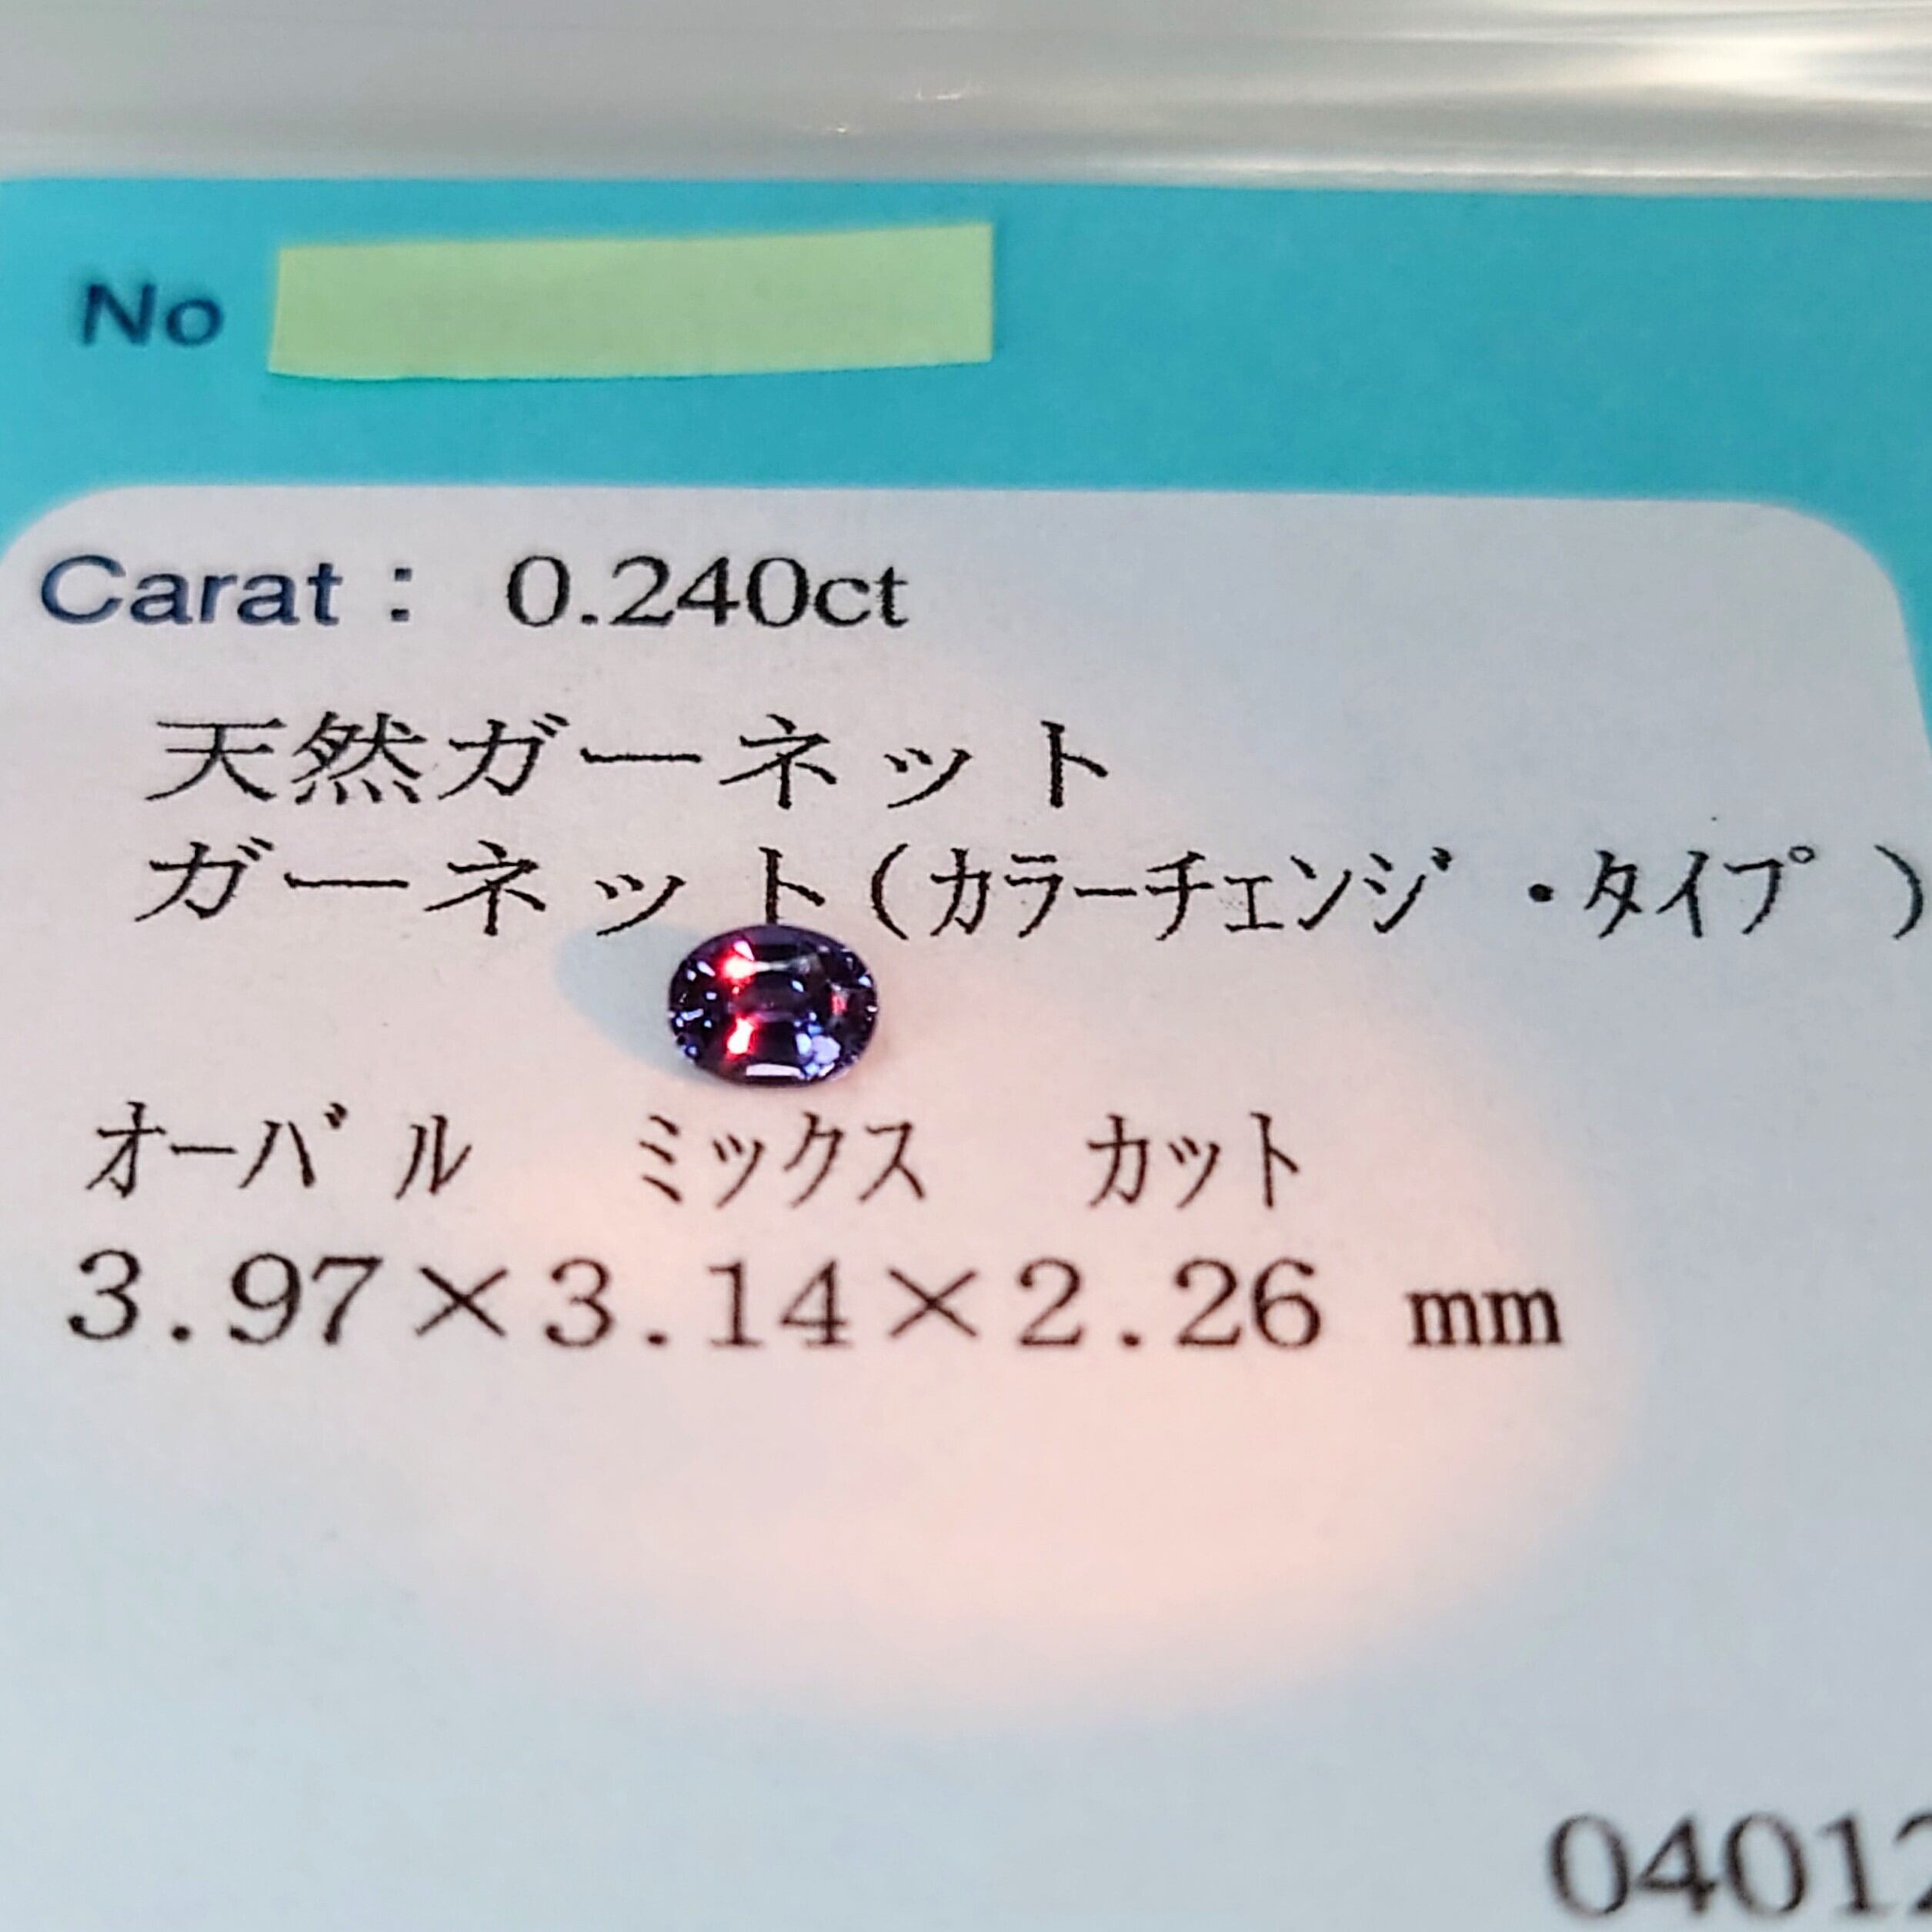 No
Carat : 0.240ct
天然ガーネット
ガーネット(カラーチェンジ・タイプ)
オーバル ミックス カット
3.97×3.14×2.26 mm
04012